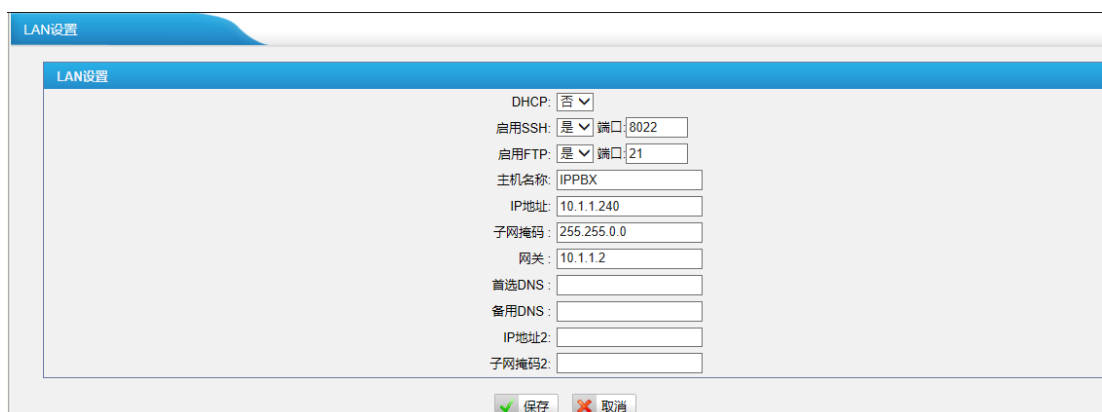 LAN设置
LAN设置
DHCP: 否
启用SSH: 是 端口:8022
启用FTP: 是 端口:21
主机名称: IPPBX
IP地址: 10.1.1.240
子网掩码 : 255.255.0.0
网关 : 10.1.1.2
首选DNS :
备用DNS :
IP地址2:
子网掩码2:
保存 取消